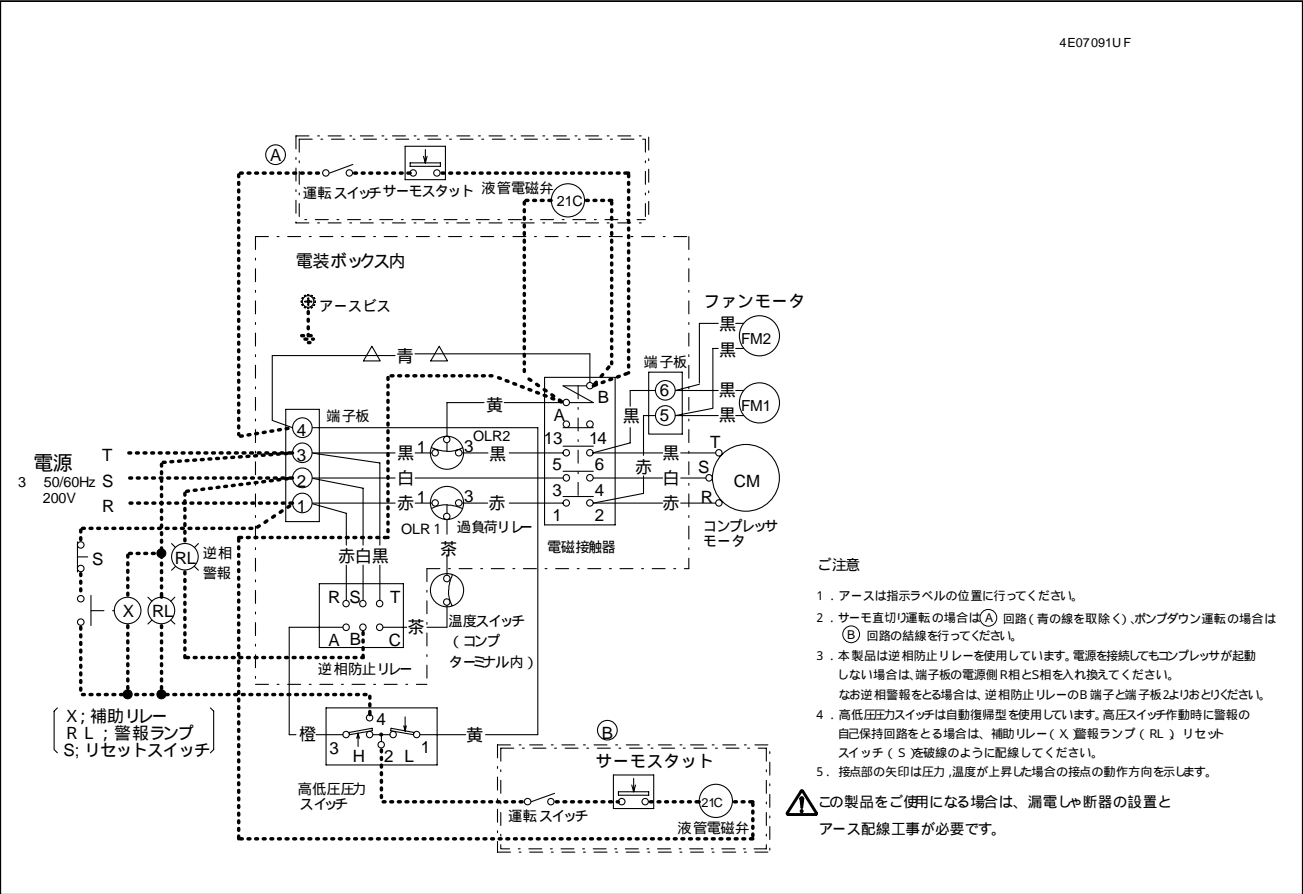 4E07091UF
A
運転スイッチ サーモスタット 液管電磁弁 21C
電装ボックス内
アースビス
ファンモータ
黒 FM2
黒
青
端子板
黒 FM1
黒
6
5
B
A
黄
黒
赤
端子板
4
3
2
1
電源
3 50/60Hz
200V
T
S
R
黒 1 3 黒
OLR2
白
赤 1 3 赤
OLR1 過負荷リレー
13 14
5 6
3 4
1 2
電磁接触器
黒 T
白 S
赤 R
CM
コンプレッサ
モータ
S
X
RL
RL 逆相
警報
赤 白 黒
茶
R S T
A B C
茶
逆相防止リレー
温度スイッチ
(コンプ
ターミナル内)
X;補助リレー
RL;警報ランプ
S;リセットスイッチ
橙
4
3 H 2 L 1
黄
高低圧圧力
スイッチ
B
サーモスタット
運転スイッチ
21C
液管電磁弁
ご注意
1.アースは指示ラベルの位置に行ってください。
2.サーモ直切り運転の場合はA回路(青の線を取除く)、ポンプダウン運転の場合は
B回路の結線を行ってください。
3.本製品は逆相防止リレーを使用しています。電源を接続してもコンプレッサが起動
しない場合は、端子板の電源側R相とS相を入れ換えてください。
なお逆相警報をとる場合は、逆相防止リレーのB端子と端子板2よりおとりください。
4.高低圧圧力スイッチは自動復帰型を使用しています。高圧スイッチ作動時に警報の
自己保持回路をとる場合は、補助リレー(X)警報ランプ(RL)リセット
スイッチ(S)を破線のように配線してください。
5.接点部の矢印は圧力,温度が上昇した場合の接点の動作方向を示します。
この製品をご使用になる場合は、漏電しゃ断器の設置と
アース配線工事が必要です。